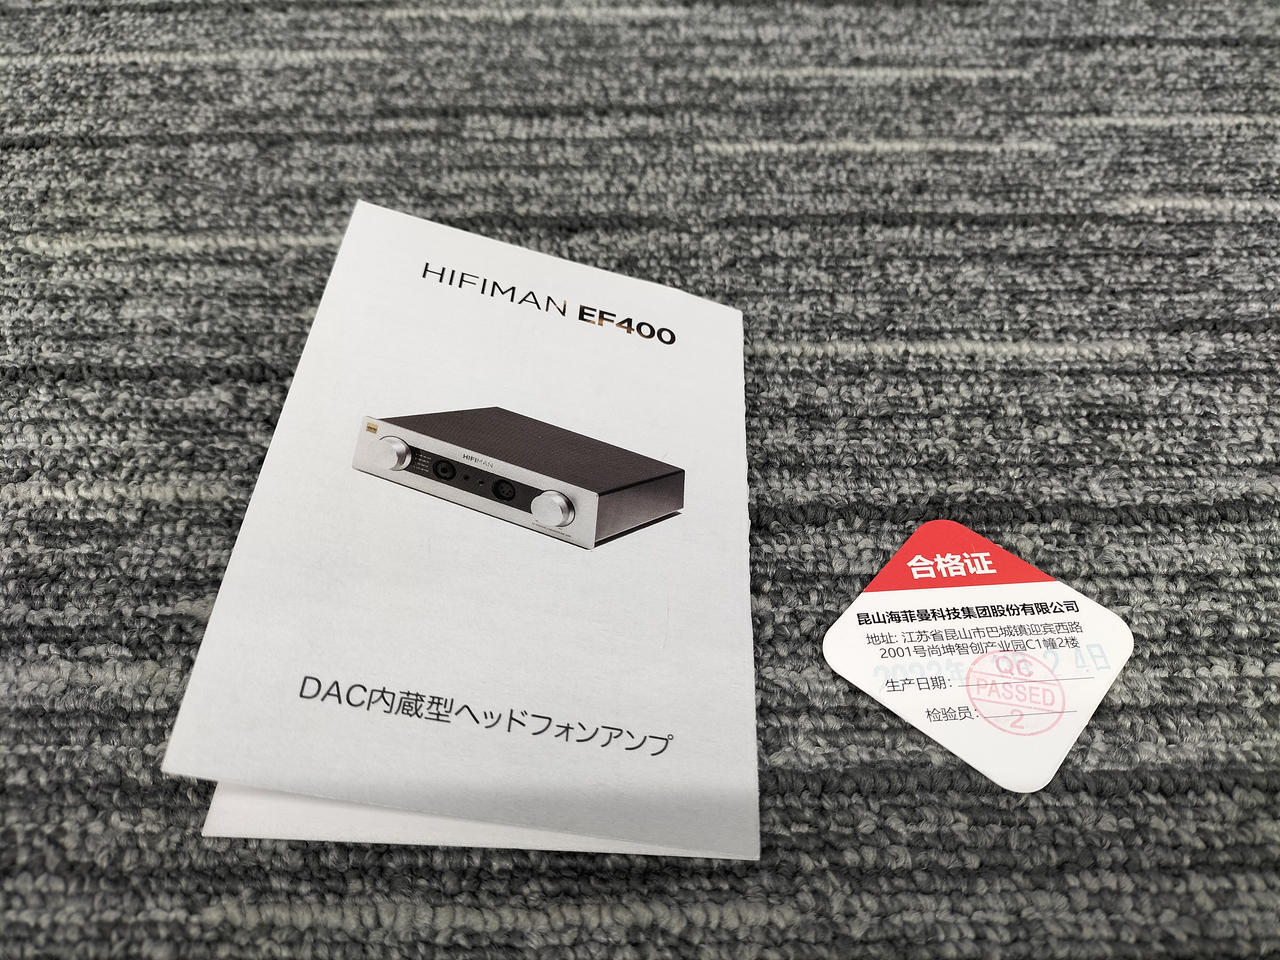 HIFIMAN EF400
HIFIMAN
DAC内蔵型ヘッドフォンアンプ
合格证
昆山海菲曼科技集团股份有限公司
地址: 江苏省昆山市巴城镇迎宾西路
2001号尚坤智创产业园C1幢2楼
生产日期:
检验员:
QC
PASSED
2